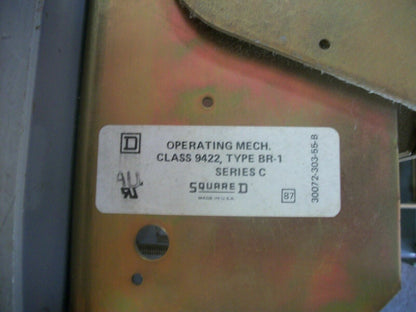 D
OPERATING MECH.
CLASS 9422, TYPE BR-1
SERIES C
SQUARE D
MADE IN U.S.A.
87
30072-303-55-B